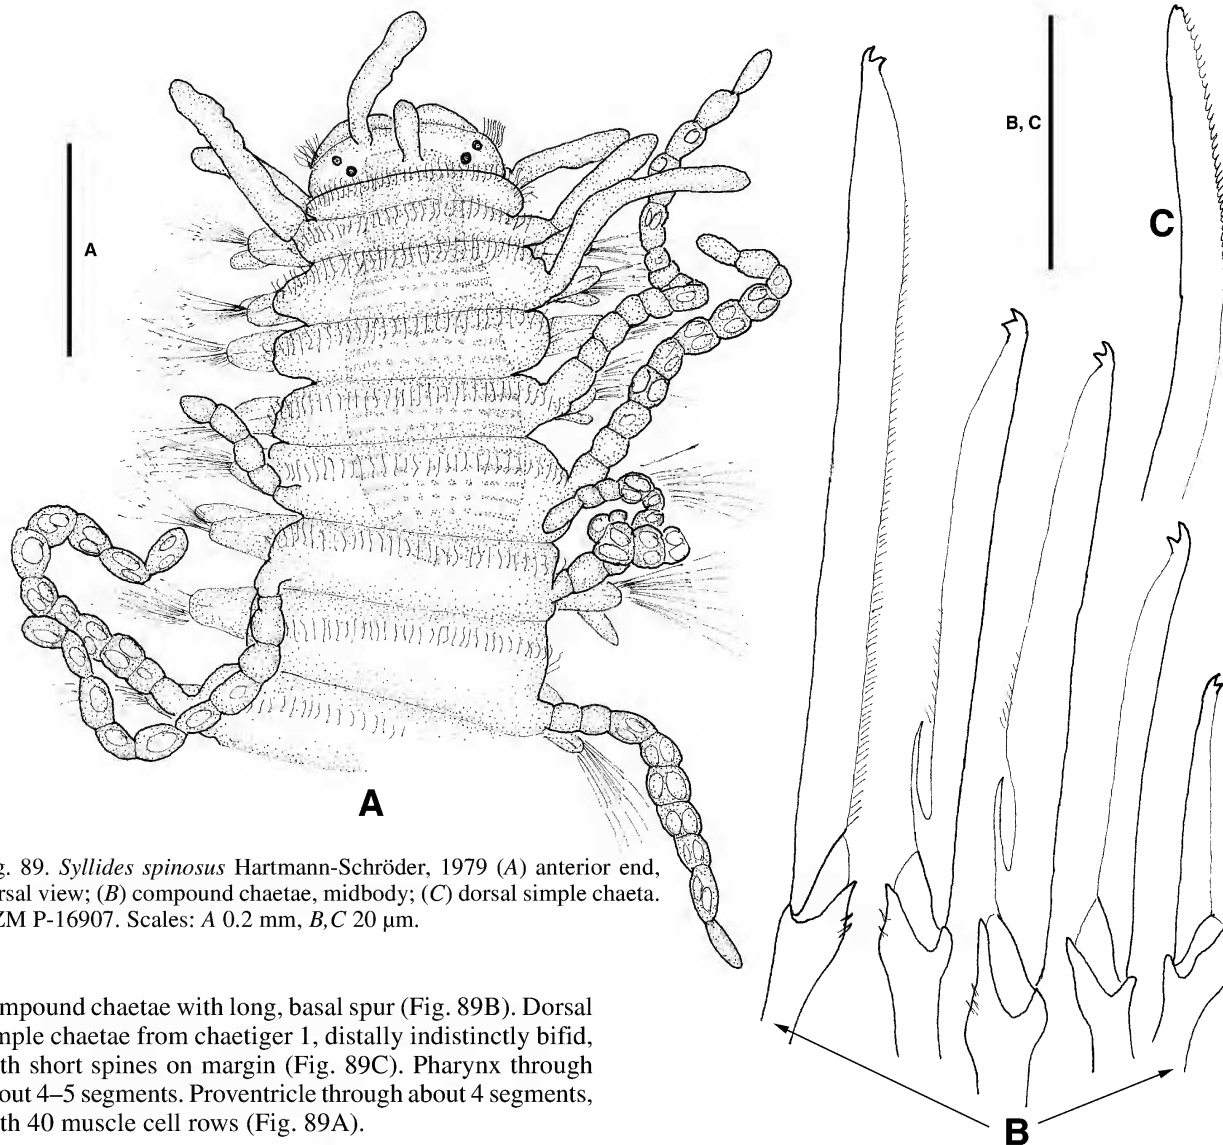 A
B, C
C
A
B
g. 89. Syllides spinosus Hartmann-Schröder, 1979 (A) anterior end,
rsal view; (B) compound chaetae, midbody; (C) dorsal simple chaeta.
ZM P-16907. Scales: A 0.2 mm, B,C 20 µm.
mpound chaetae with long, basal spur (Fig. 89B). Dorsal
mple chaetae from chaetiger 1, distally indistinctly bifid,
th short spines on margin (Fig. 89C). Pharynx through
out 4–5 segments. Proventricle through about 4 segments,
th 40 muscle cell rows (Fig. 89A).